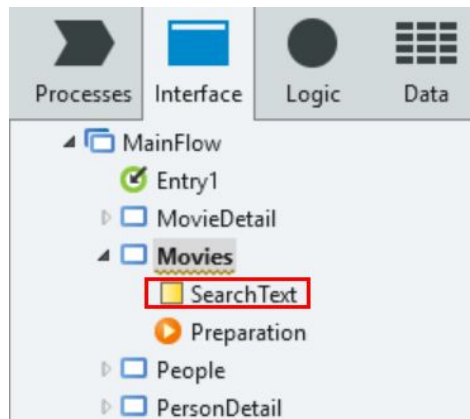 Processes Interface Logic Data
MainFlow
Entry1
MovieDetail
Movies
SearchText
Preparation
People
PersonDetail